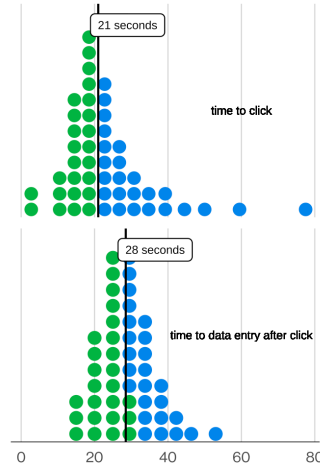 21 seconds
time to click
28 seconds
time to data entry after click
0 20 40 60 80